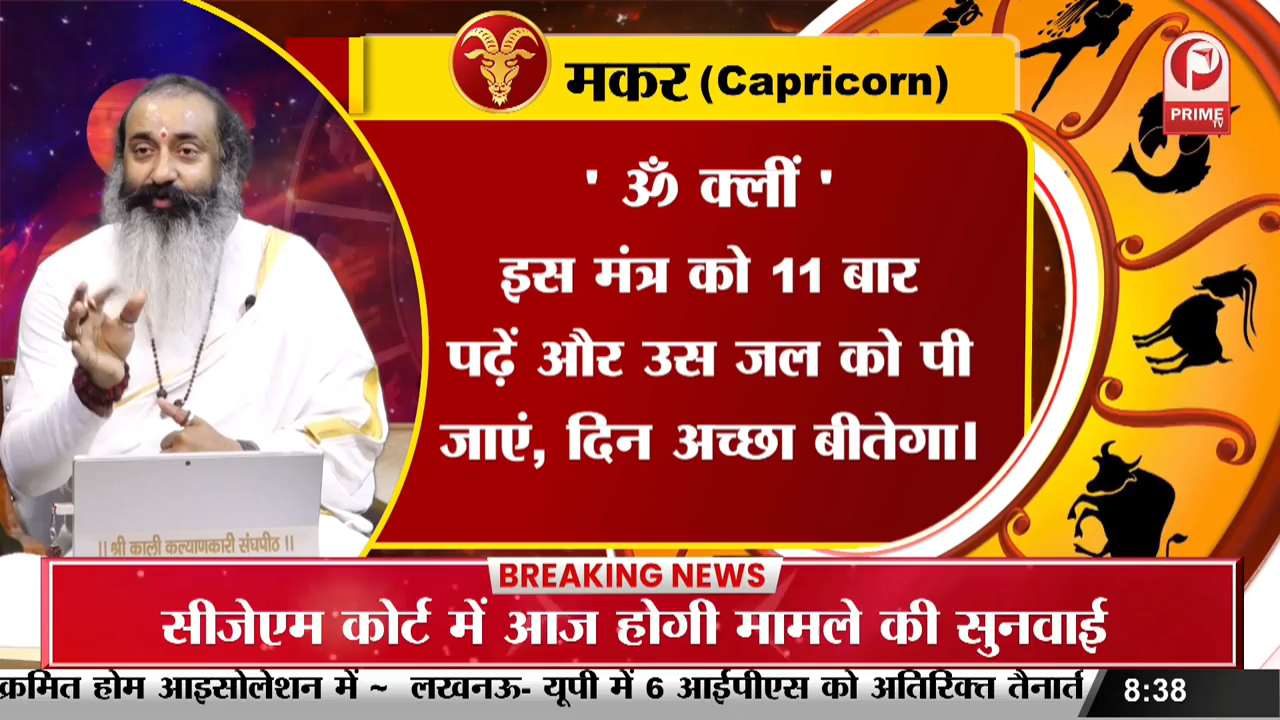 मकर (Capricorn)
PRIME
TV
' ॐ क्लीं '
इस मंत्र को 11 बार
पढ़ें और उस जल को पी
जाएं, दिन अच्छा बीतेगा।
|| श्री काली कल्याणकारी संघपीठ ||
BREAKING NEWS
सीजेएम कोर्ट में आज होगी मामले की सुनवाई
क्रमित होम आइसोलेशन में ~ लखनऊ- यूपी में 6 आईपीएस को अतिरिक्त तैनात 8:38